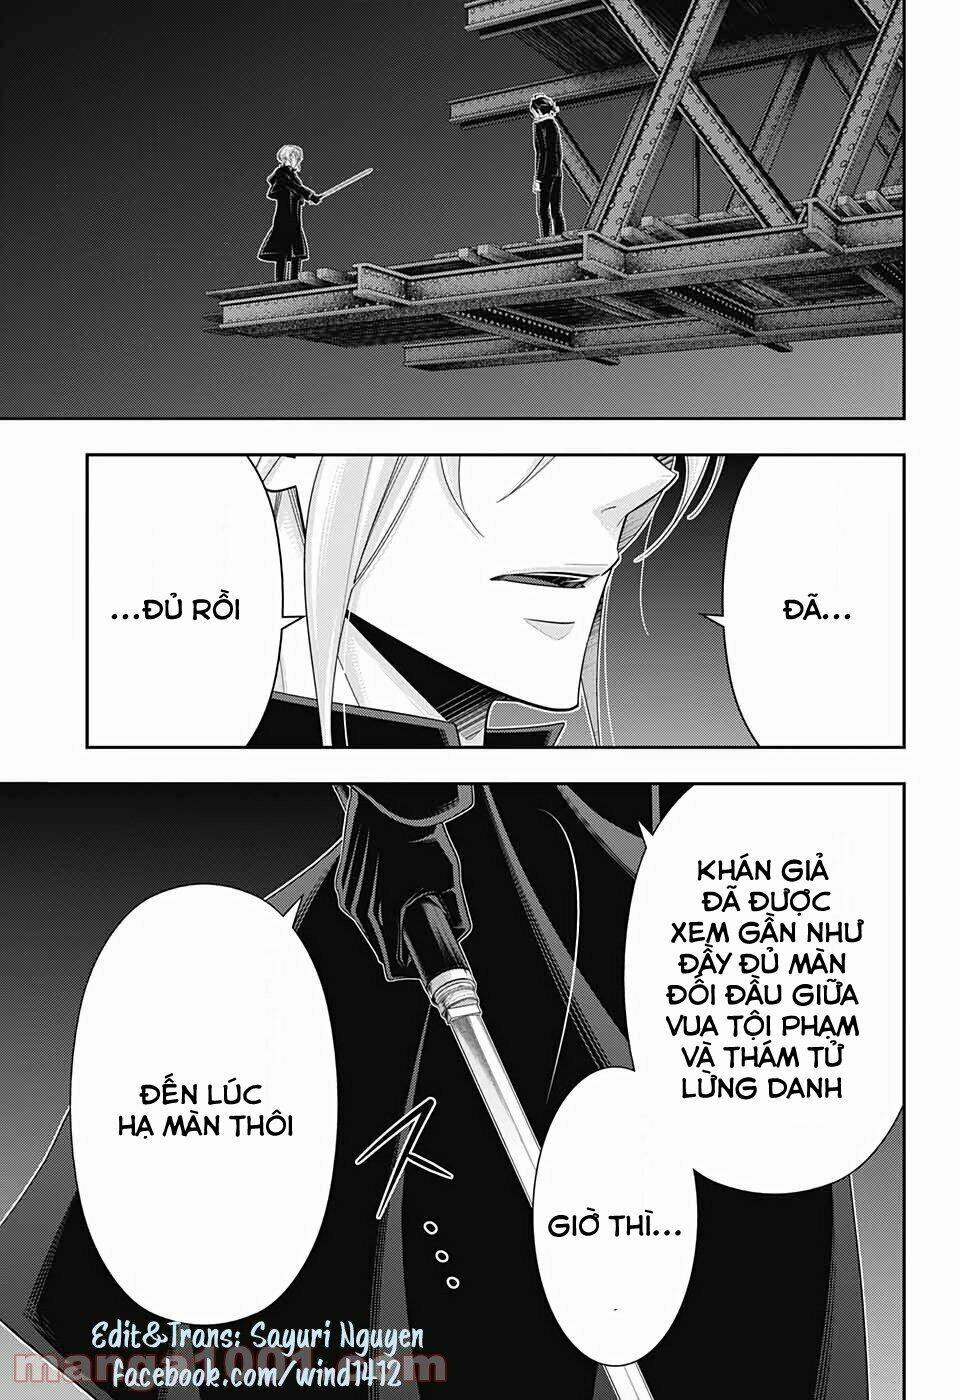 ĐÃ...
...ĐỦ RỒI
KHÁN GIẢ
ĐÃ ĐƯỢC
XEM GẦN NHƯ
ĐẦY ĐỦ MÀN
ĐỐI ĐẦU GIỮA
VUA TỘI PHẠM
VÀ THÁM TỬ
LỪNG DANH
GIỜ THÌ...
ĐẾN LÚC
HẠ MÀN THÔI
Edit&Trans: Sayuri Nguyen
facebook.com/wind1412
manga1001.com